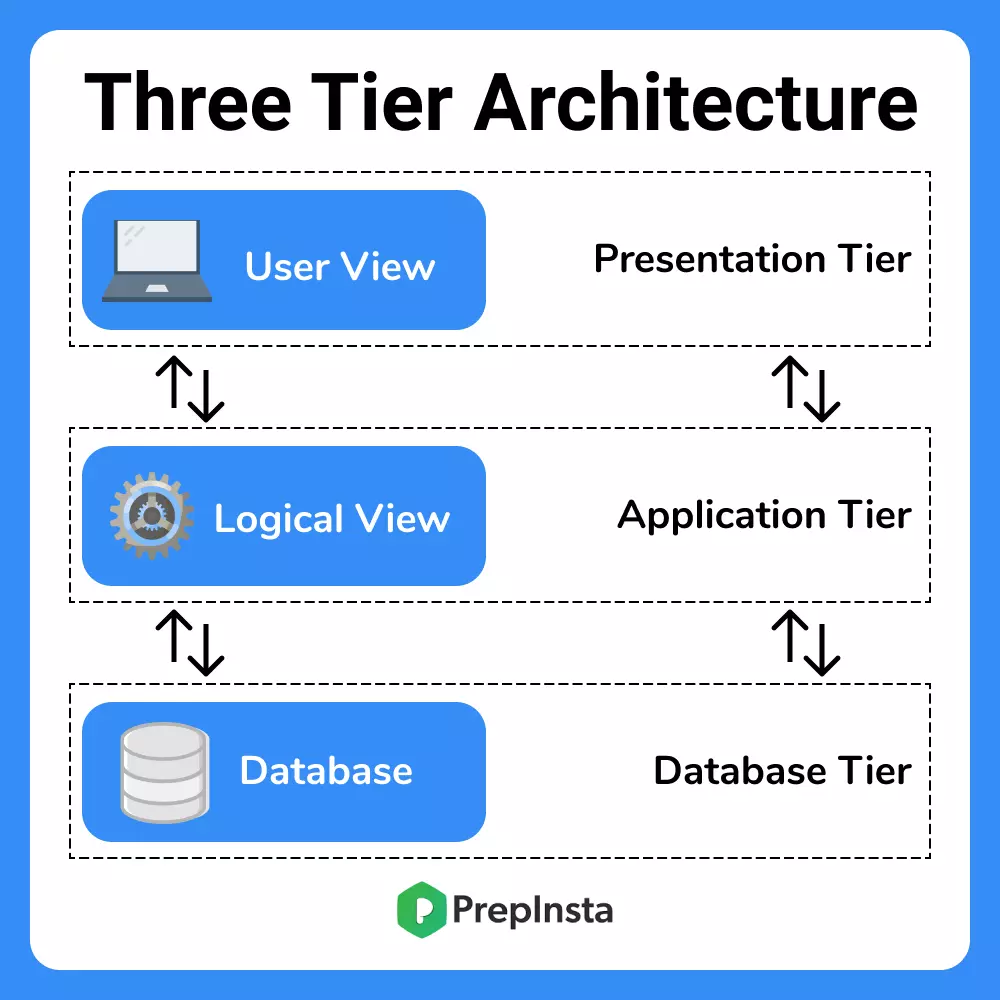 Three Tier Architecture
User View
Presentation Tier
Logical View
Application Tier
Database
Database Tier
PrepInsta